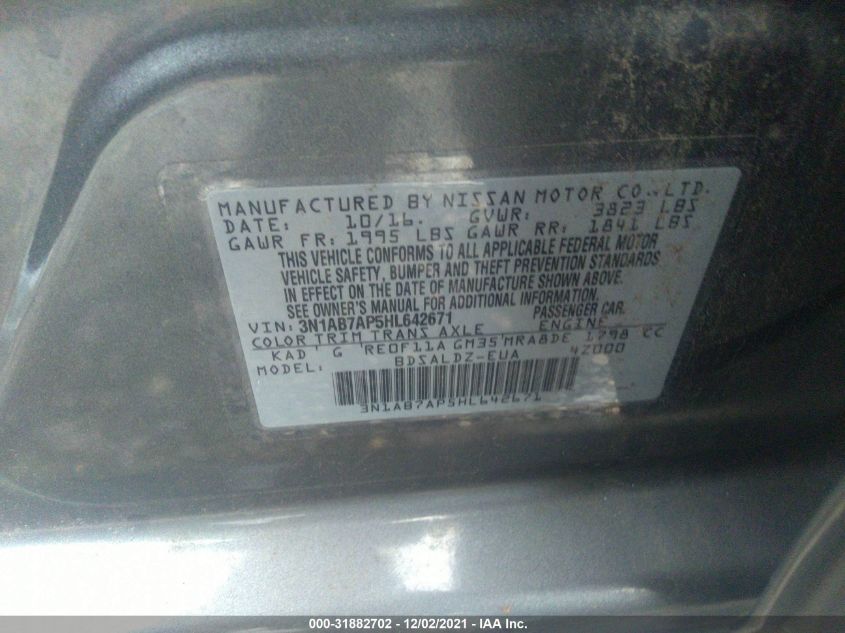 MANUFACTURED BY NISSAN MOTOR CO., LTD.
DATE: 10/16. GVWR: 3823 LBS
GAWR FR: 1995 LBS GAWR RR: 1841 LBS
THIS VEHICLE CONFORMS TO ALL APPLICABLE FEDERAL MOTOR
VEHICLE SAFETY, BUMPER AND THEFT PREVENTION STANDARDS
IN EFFECT ON THE DATE OF MANUFACTURE SHOWN ABOVE.
SEE OWNER'S MANUAL FOR ADDITIONAL INFORMATION.
VIN: 3N1AB7AP5HL642671 PASSENGER CAR.
COLOR TRIM TRANS AXLE ENGINE
KAD G RE0F11A GM35 MRA8DE 1798 CC
MODEL: BDSALDZ-EUA 4Z000
3N1AB7AP5HL642671
000-31882702 - 12/02/2021 - IAA Inc.